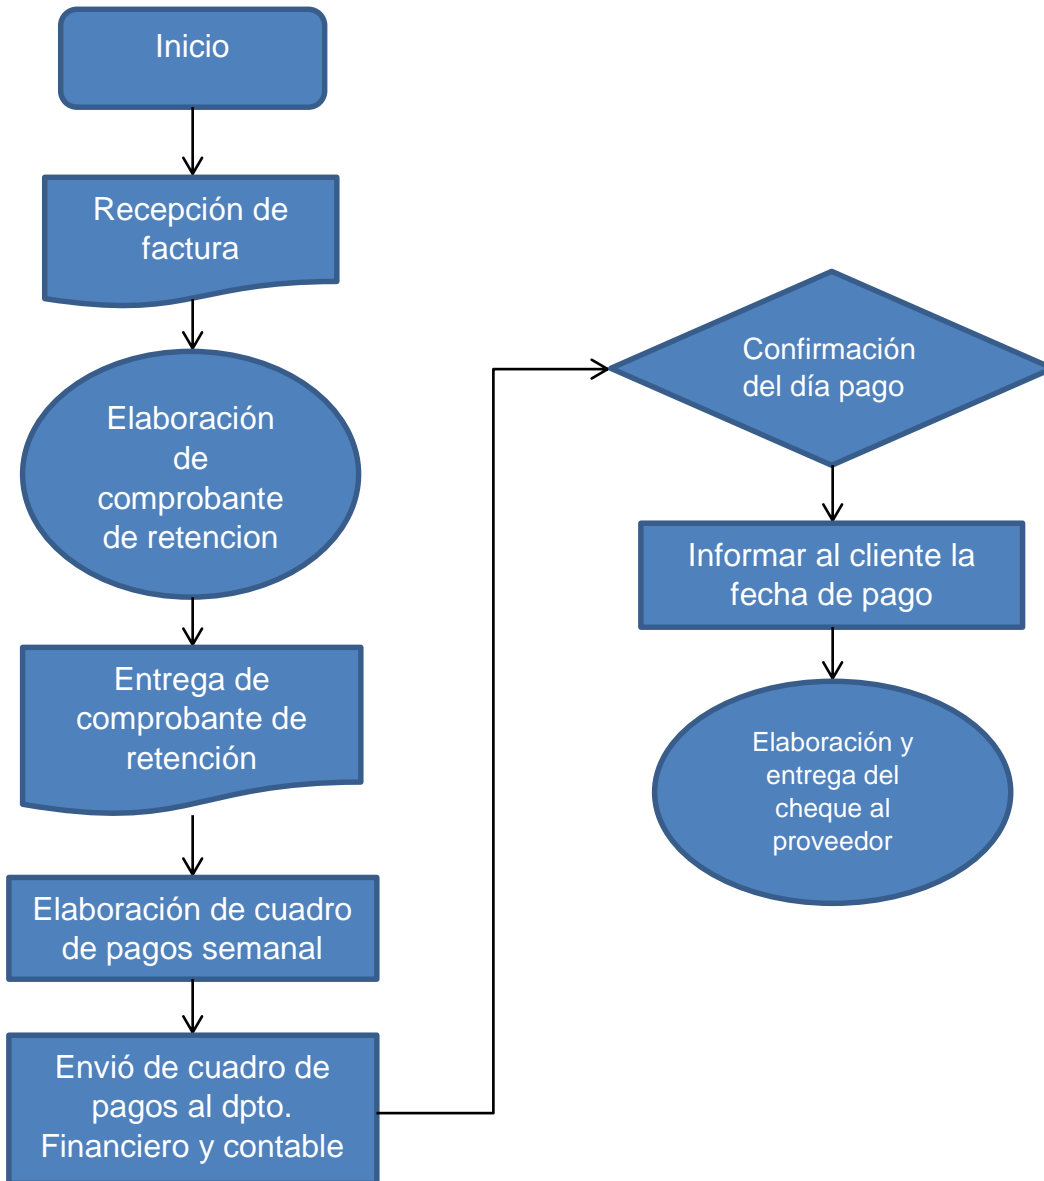 Inicio
Recepción de
factura
Elaboración
de
comprobante
de retencion
Entrega de
comprobante de
retención
Elaboración de cuadro
de pagos semanal
Envió de cuadro de
pagos al dpto.
Financiero y contable
Confirmación
del día pago
Informar al cliente la
fecha de pago
Elaboración y
entrega del
cheque al
proveedor